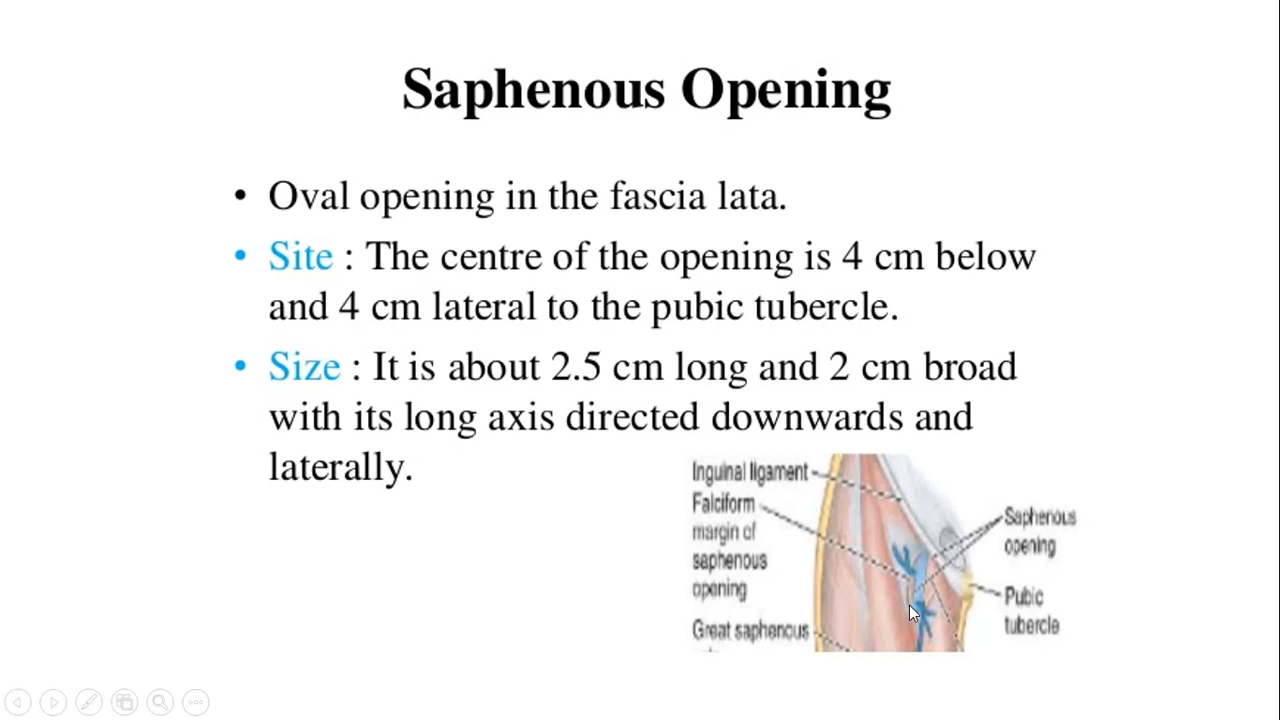 Saphenous Opening
• Oval opening in the fascia lata.
• Site : The centre of the opening is 4 cm below
and 4 cm lateral to the pubic tubercle.
• Size : It is about 2.5 cm long and 2 cm broad
with its long axis directed downwards and
laterally.
Inguinal ligament
Falciform
margin of
saphenous
opening
Great saphenous
Saphenous
opening
Pubic
tubercle